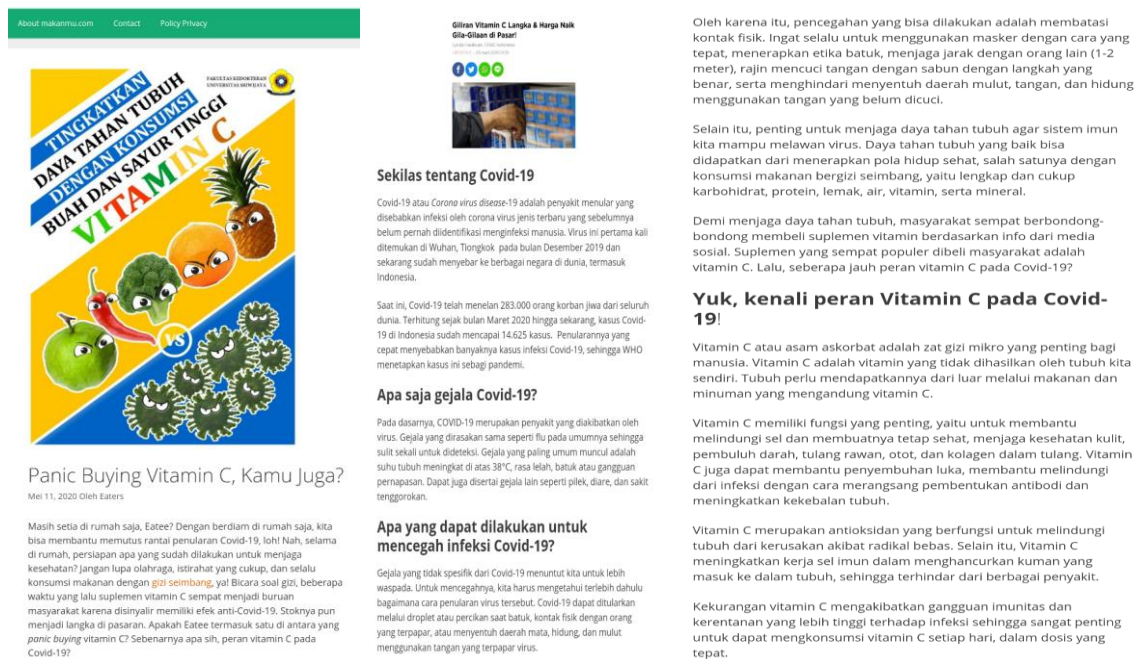 About makanmu.com Contact Policy Privacy
FAKULTAS KEDOKTERAN
UNIVERSITAS SRIWIJAYA
TINGKATKAN
DAYA TAHAN TUBUH
DENGAN KONSUMSI
BUAH DAN SAYUR TINGGI
VITAMIN C
VS
Panic Buying Vitamin C, Kamu Juga?
Mei 11, 2020 Oleh Eaters
Masih setia di rumah saja, Eatee? Dengan berdiam di rumah saja, kita
bisa membantu memutus rantai penularan Covid-19, loh! Nah, selama
di rumah, persiapan apa yang sudah dilakukan untuk menjaga
kesehatan? Jangan lupa olahraga, istirahat yang cukup, dan selalu
konsumsi makanan dengan gizi seimbang, ya! Bicara soal gizi, beberapa
waktu yang lalu suplemen vitamin C sempat menjadi buruan
masyarakat karena disinyalir memiliki efek anti-Covid-19. Stoknya pun
menjadi langka di pasaran. Apakah Eatee termasuk satu di antara yang
panic buying vitamin C? Sebenarnya apa sih, peran vitamin C pada
Covid-19?
Giliran Vitamin C Langka & Harga Naik
Gila-Gilaan di Pasar!
Sekilas tentang Covid-19
Covid-19 atau Corona virus disease-19 adalah penyakit menular yang
disebabkan infeksi oleh corona virus jenis terbaru yang sebelumnya
belum pernah diidentifikasi menginfeksi manusia. Virus ini pertama kali
ditemukan di Wuhan, Tiongkok pada bulan Desember 2019 dan
sekarang sudah menyebar ke berbagai negara di dunia, termasuk
Indonesia.
Saat ini, Covid-19 telah menelan 283.000 orang korban jiwa dari seluruh
dunia. Terhitung sejak bulan Maret 2020 hingga sekarang, kasus Covid-
19 di Indonesia sudah mencapai 14.625 kasus. Penularannya yang
cepat menyebabkan banyaknya kasus infeksi Covid-19, sehingga WHO
menetapkan kasus ini sebagi pandemi.
Apa saja gejala Covid-19?
Pada dasarnya, COVID-19 merupakan penyakit yang diakibatkan oleh
virus. Gejala yang dirasakan sama seperti flu pada umumnya sehingga
sulit sekali untuk dideteksi. Gejala yang paling umum muncul adalah
suhu tubuh meningkat di atas 38°C, rasa lelah, batuk atau gangguan
pernapasan. Dapat juga disertai gejala lain seperti pilek, diare, dan sakit
tenggorokan.
Apa yang dapat dilakukan untuk
mencegah infeksi Covid-19?
Gejala yang tidak spesifik dari Covid-19 menuntut kita untuk lebih
waspada. Untuk mencegahnya, kita harus mengetahui terlebih dahulu
bagaimana cara penularan virus tersebut. Covid-19 dapat ditularkan
melalui droplet atau percikan saat batuk, kontak fisik dengan orang
yang terpapar, atau menyentuh daerah mata, hidung, dan mulut
menggunakan tangan yang terpapar virus.
Oleh karena itu, pencegahan yang bisa dilakukan adalah membatasi
kontak fisik. Ingat selalu untuk menggunakan masker dengan cara yang
tepat, menerapkan etika batuk, menjaga jarak dengan orang lain (1-2
meter), rajin mencuci tangan dengan sabun dengan langkah yang
benar, serta menghindari menyentuh daerah mulut, tangan, dan hidung
menggunakan tangan yang belum dicuci.
Selain itu, penting untuk menjaga daya tahan tubuh agar sistem imun
kita mampu melawan virus. Daya tahan tubuh yang baik bisa
didapatkan dari menerapkan pola hidup sehat, salah satunya dengan
konsumsi makanan bergizi seimbang, yaitu lengkap dan cukup
karbohidrat, protein, lemak, air, vitamin, serta mineral.
Demi menjaga daya tahan tubuh, masyarakat sempat berbondong-
bondong membeli suplemen vitamin berdasarkan info dari media
sosial. Suplemen yang sempat populer dibeli masyarakat adalah
vitamin C. Lalu, seberapa jauh peran vitamin C pada Covid-19?
Yuk, kenali peran Vitamin C pada Covid-
19!
Vitamin C atau asam askorbat adalah zat gizi mikro yang penting bagi
manusia. Vitamin C adalah vitamin yang tidak dihasilkan oleh tubuh kita
sendiri. Tubuh perlu mendapatkannya dari luar melalui makanan dan
minuman yang mengandung vitamin C.
Vitamin C memiliki fungsi yang penting, yaitu untuk membantu
melindungi sel dan membuatnya tetap sehat, menjaga kesehatan kulit,
pembuluh darah, tulang rawan, otot, dan kolagen dalam tulang. Vitamin
C juga dapat membantu penyembuhan luka, membantu melindungi
dari infeksi dengan cara merangsang pembentukan antibodi dan
meningkatkan kekebalan tubuh.
Vitamin C merupakan antioksidan yang berfungsi untuk melindungi
tubuh dari kerusakan akibat radikal bebas. Selain itu, Vitamin C
meningkatkan kerja sel imun dalam menghancurkan kuman yang
masuk ke dalam tubuh, sehingga terhindar dari berbagai penyakit.
Kekurangan vitamin C mengakibatkan gangguan imunitas dan
kerentanan yang lebih tinggi terhadap infeksi sehingga sangat penting
untuk dapat mengkonsumsi vitamin C setiap hari, dalam dosis yang
tepat.